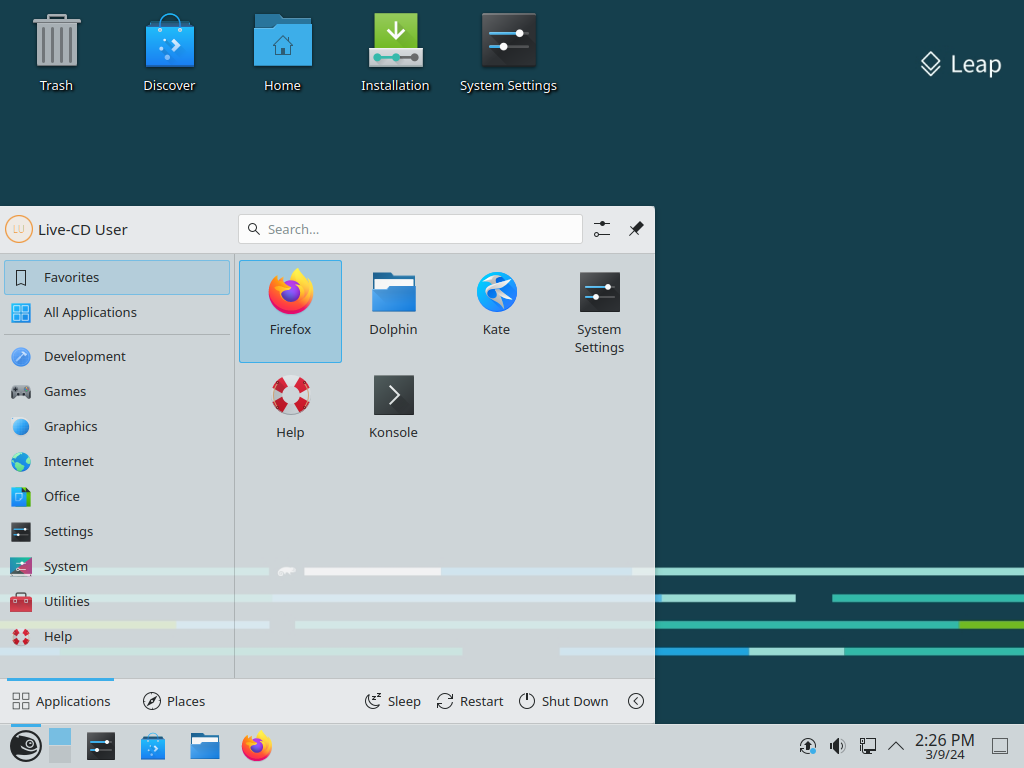 Trash
Discover
Home
Installation
System Settings
Leap
LU
Live-CD User
Search...
Favorites
All Applications
Development
Games
Graphics
Internet
Office
Settings
System
Utilities
Help
Firefox
Dolphin
Kate
System
Settings
Help
Konsole
Applications
Places
Sleep
Restart
Shut Down
2:26 PM
3/9/24